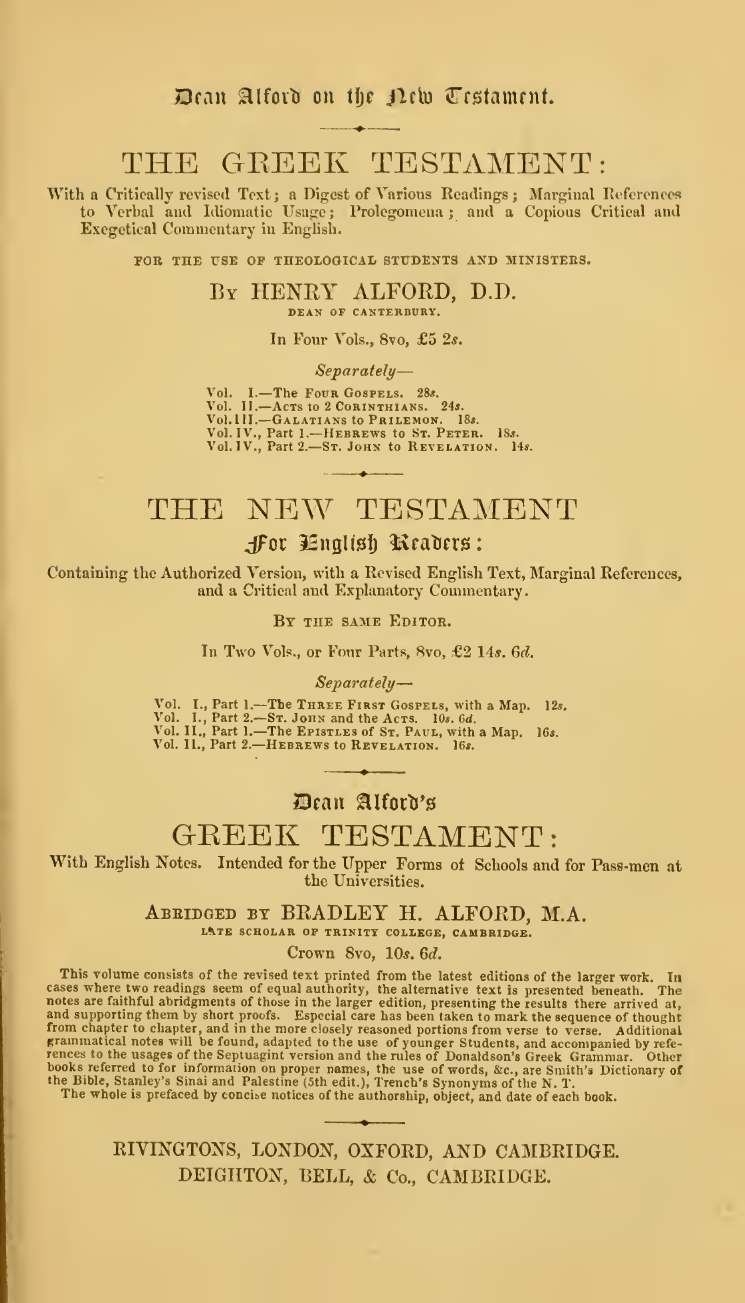 Dean Alford on the New Testament.
THE GREEK TESTAMENT:
With a Critically revised Text; a Digest of Various Readings; Marginal References
to Verbal and Idiomatic Usage; Prolegomena; and a Copious Critical and
Exegetical Commentary in English.
FOR THE USE OF THEOLOGICAL STUDENTS AND MINISTERS.
BY HENRY ALFORD, D.D.
DEAN OF CANTERBURY.
In Four Vols., 8vo, £5 2s.
Separately—
Vol. I.—The FOUR GOSPELS. 28s.
Vol. II.—ACTS to 2 CORINTHIANS. 24s.
Vol. III.—GALATIANS to PHILEMON. 18s.
Vol. IV., Part 1.—HEBREWS to ST. PETER. 18s.
Vol. IV., Part 2.—ST. JOHN to REVELATION. 14s.
THE NEW TESTAMENT
For English Readers:
Containing the Authorized Version, with a Revised English Text, Marginal References,
and a Critical and Explanatory Commentary.
BY THE SAME EDITOR.
In Two Vols., or Four Parts, 8vo, £2 14s. 6d.
Separately—
Vol. I., Part 1.—The THREE FIRST GOSPELS, with a Map. 12s.
Vol. I., Part 2.—ST. JOHN and the ACTS. 10s. 6d.
Vol. II., Part 1.—The EPISTLES of ST. PAUL, with a Map. 16s.
Vol. II., Part 2.—HEBREWS to REVELATION. 16s.
Dean Alford's
GREEK TESTAMENT:
With English Notes. Intended for the Upper Forms of Schools and for Pass-men at
the Universities.
ABRIDGED BY BRADLEY H. ALFORD, M.A.
LATE SCHOLAR OF TRINITY COLLEGE, CAMBRIDGE.
Crown 8vo, 10s. 6d.
This volume consists of the revised text printed from the latest editions of the larger work. In
cases where two readings seem of equal authority, the alternative text is presented beneath. The
notes are faithful abridgments of those in the larger edition, presenting the results there arrived at,
and supporting them by short proofs. Especial care has been taken to mark the sequence of thought
from chapter to chapter, and in the more closely reasoned portions from verse to verse. Additional
grammatical notes will be found, adapted to the use of younger Students, and accompanied by refe-
rences to the usages of the Septuagint version and the rules of Donaldson's Greek Grammar. Other
books referred to for information on proper names, the use of words, &c., are Smith's Dictionary of
the Bible, Stanley's Sinai and Palestine (5th edit.), Trench's Synonyms of the N. T.
The whole is prefaced by concise notices of the authorship, object, and date of each book.
RIVINGTONS, LONDON, OXFORD, AND CAMBRIDGE.
DEIGHTON, BELL, & Co., CAMBRIDGE.